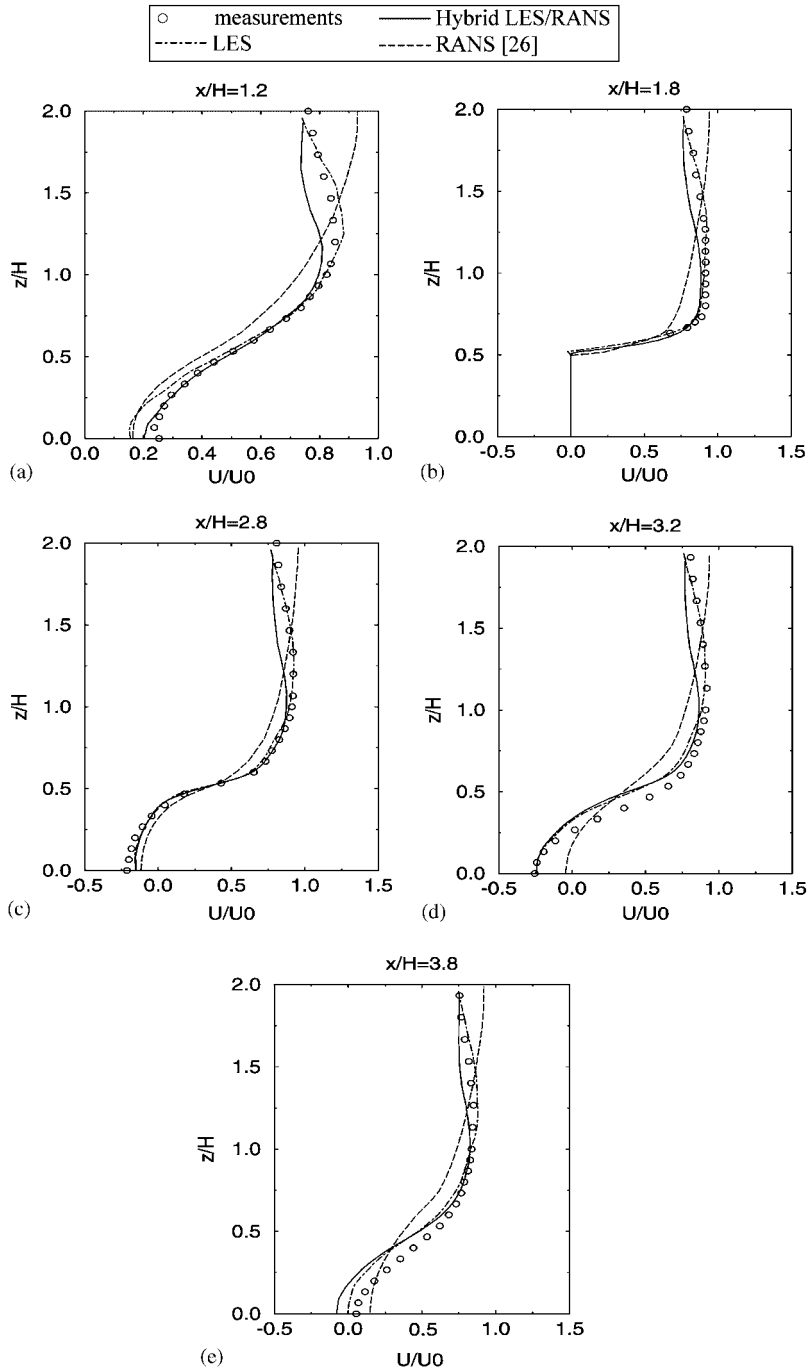 measurements Hybrid LES/RANS
LES RANS [26]
x/H=1.2 x/H=1.8
2.0 2.0
1.5 1.5
z/H 1.0 z/H 1.0
0.5 0.5
0.0 0.0
0.0 0.2 0.4 0.6 0.8 1.0 -0.5 0.0 0.5 1.0 1.5
(a) U/U0 (b) U/U0
x/H=2.8 x/H=3.2
2.0 2.0
1.5 1.5
z/H 1.0 z/H 1.0
0.5 0.5
0.0 0.0
-0.5 0.0 0.5 1.0 1.5 -0.5 0.0 0.5 1.0 1.5
(c) U/U0 (d) U/U0
x/H=3.8
2.0
1.5
z/H 1.0
0.5
0.0
-0.5 0.0 0.5 1.0 1.5
(e) U/U0